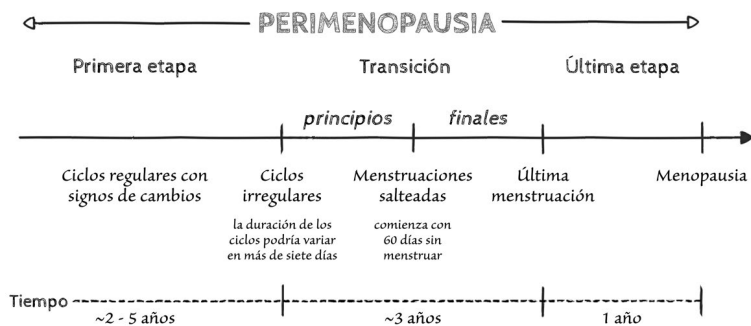 PERIMENOPAUSIA
Primera etapa
Transición
Última etapa
principios
finales
Ciclos regulares con
signos de cambios
Ciclos
irregulares
la duración de los
ciclos podría variar
en más de siete días
Menstruaciones
salteadas
comienza con
60 días sin
menstruar
Última
menstruación
Menopausia
Tiempo
~2 - 5 años
~3 años
1 año